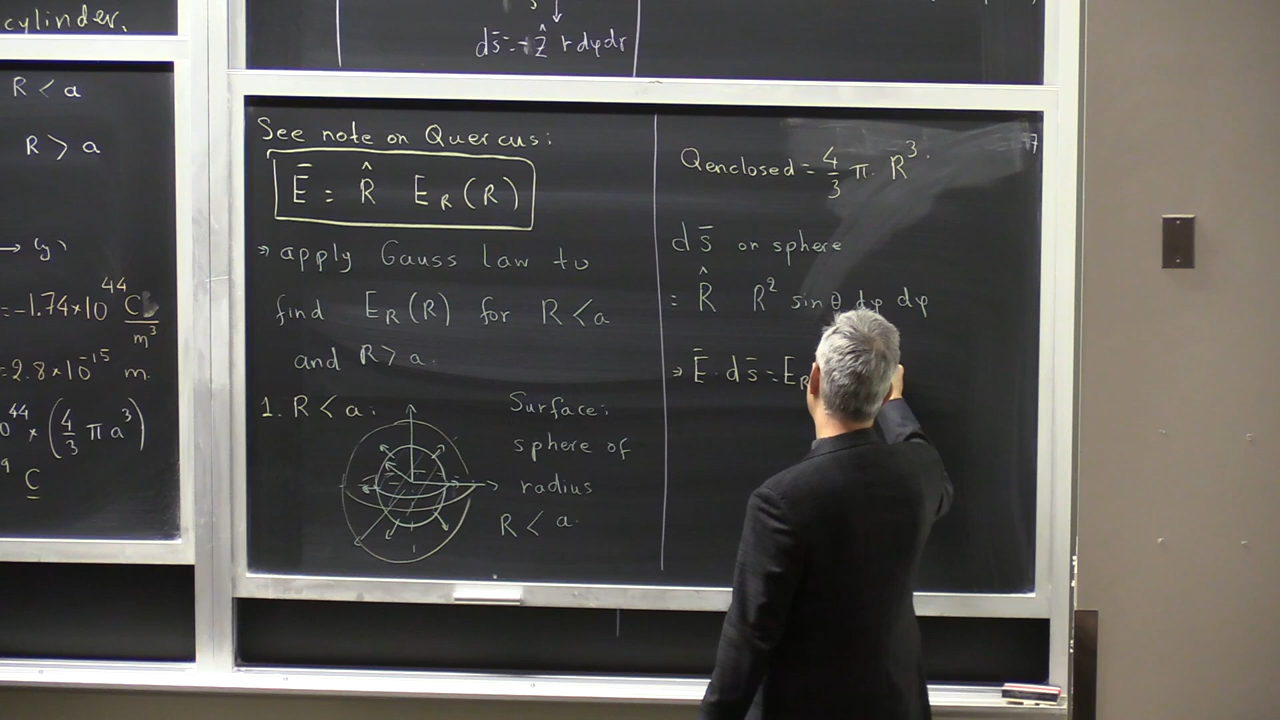 cylinder.
R < a
R > a
= -1.74×10^44 C/m³
= 2.8×10^-15 m.
0^44 × (4/3 π a³)
C
ds̄ = -ẑ r dφ dr
See note on Quercus:
Ē = R̂ E_R(R)
⇒ apply Gauss law to
find E_R(R) for R < a
and R > a.
1. R < a:
Surface:
sphere of
radius
R < a.
Qenclosed = 4/3 π. R³.
ds̄ on sphere
= R̂ R² sinθ dφ dφ
⇒ Ē · ds̄ = E_R